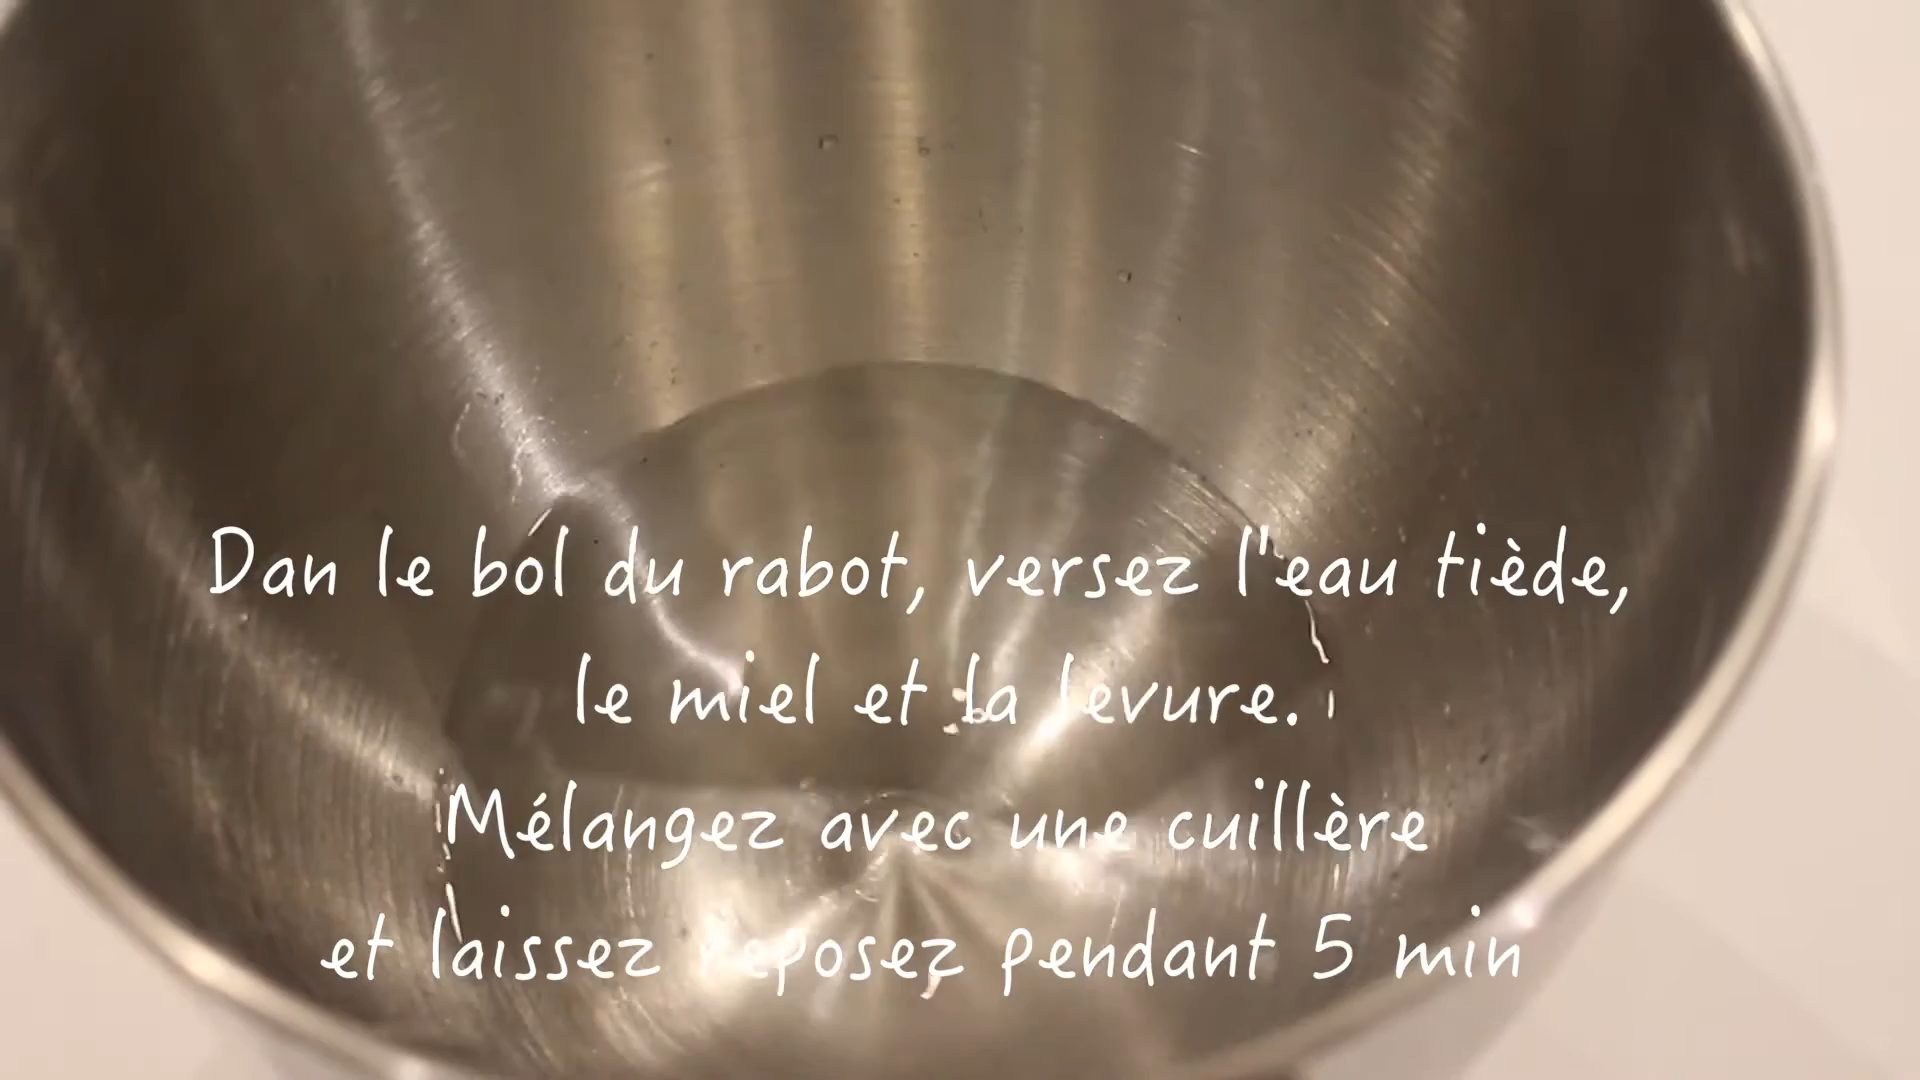 Dan le bol du rabot, versez l'eau tiède,
le miel et la levure.
Mélangez avec une cuillère
et laissez reposez pendant 5 min